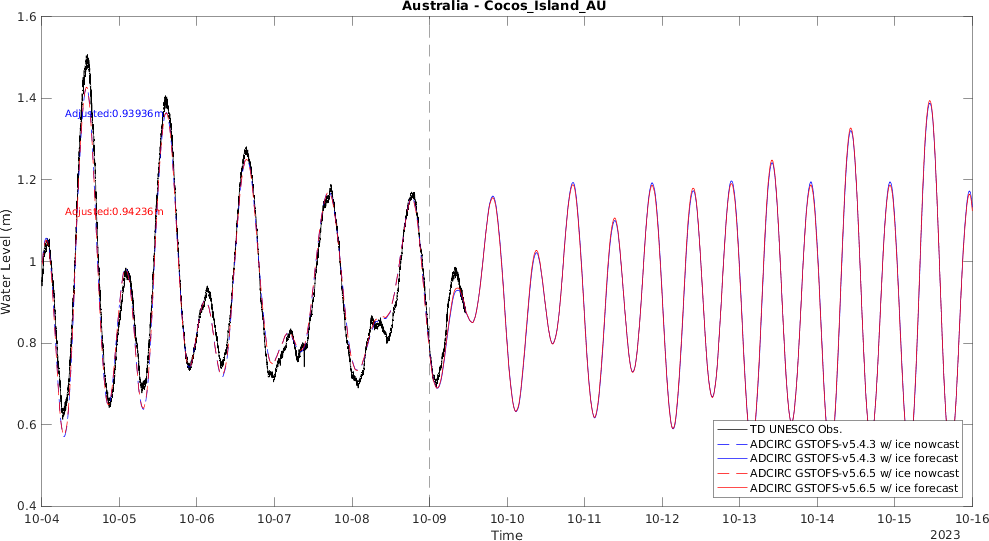 Australia - Cocos_Island_AU
1.6
1.4
Adjusted:0.93936m
1.2
Adjusted:0.94236m
1
Water Level (m)
0.8
0.6
TD UNESCO Obs.
ADCIRC GSTOFS-v5.4.3 w/ ice nowcast
ADCIRC GSTOFS-v5.4.3 w/ ice forecast
ADCIRC GSTOFS-v5.6.5 w/ ice nowcast
ADCIRC GSTOFS-v5.6.5 w/ ice forecast
0.4
10-04 10-05 10-06 10-07 10-08 10-09 10-10 10-11 10-12 10-13 10-14 10-15 10-16
Time
2023